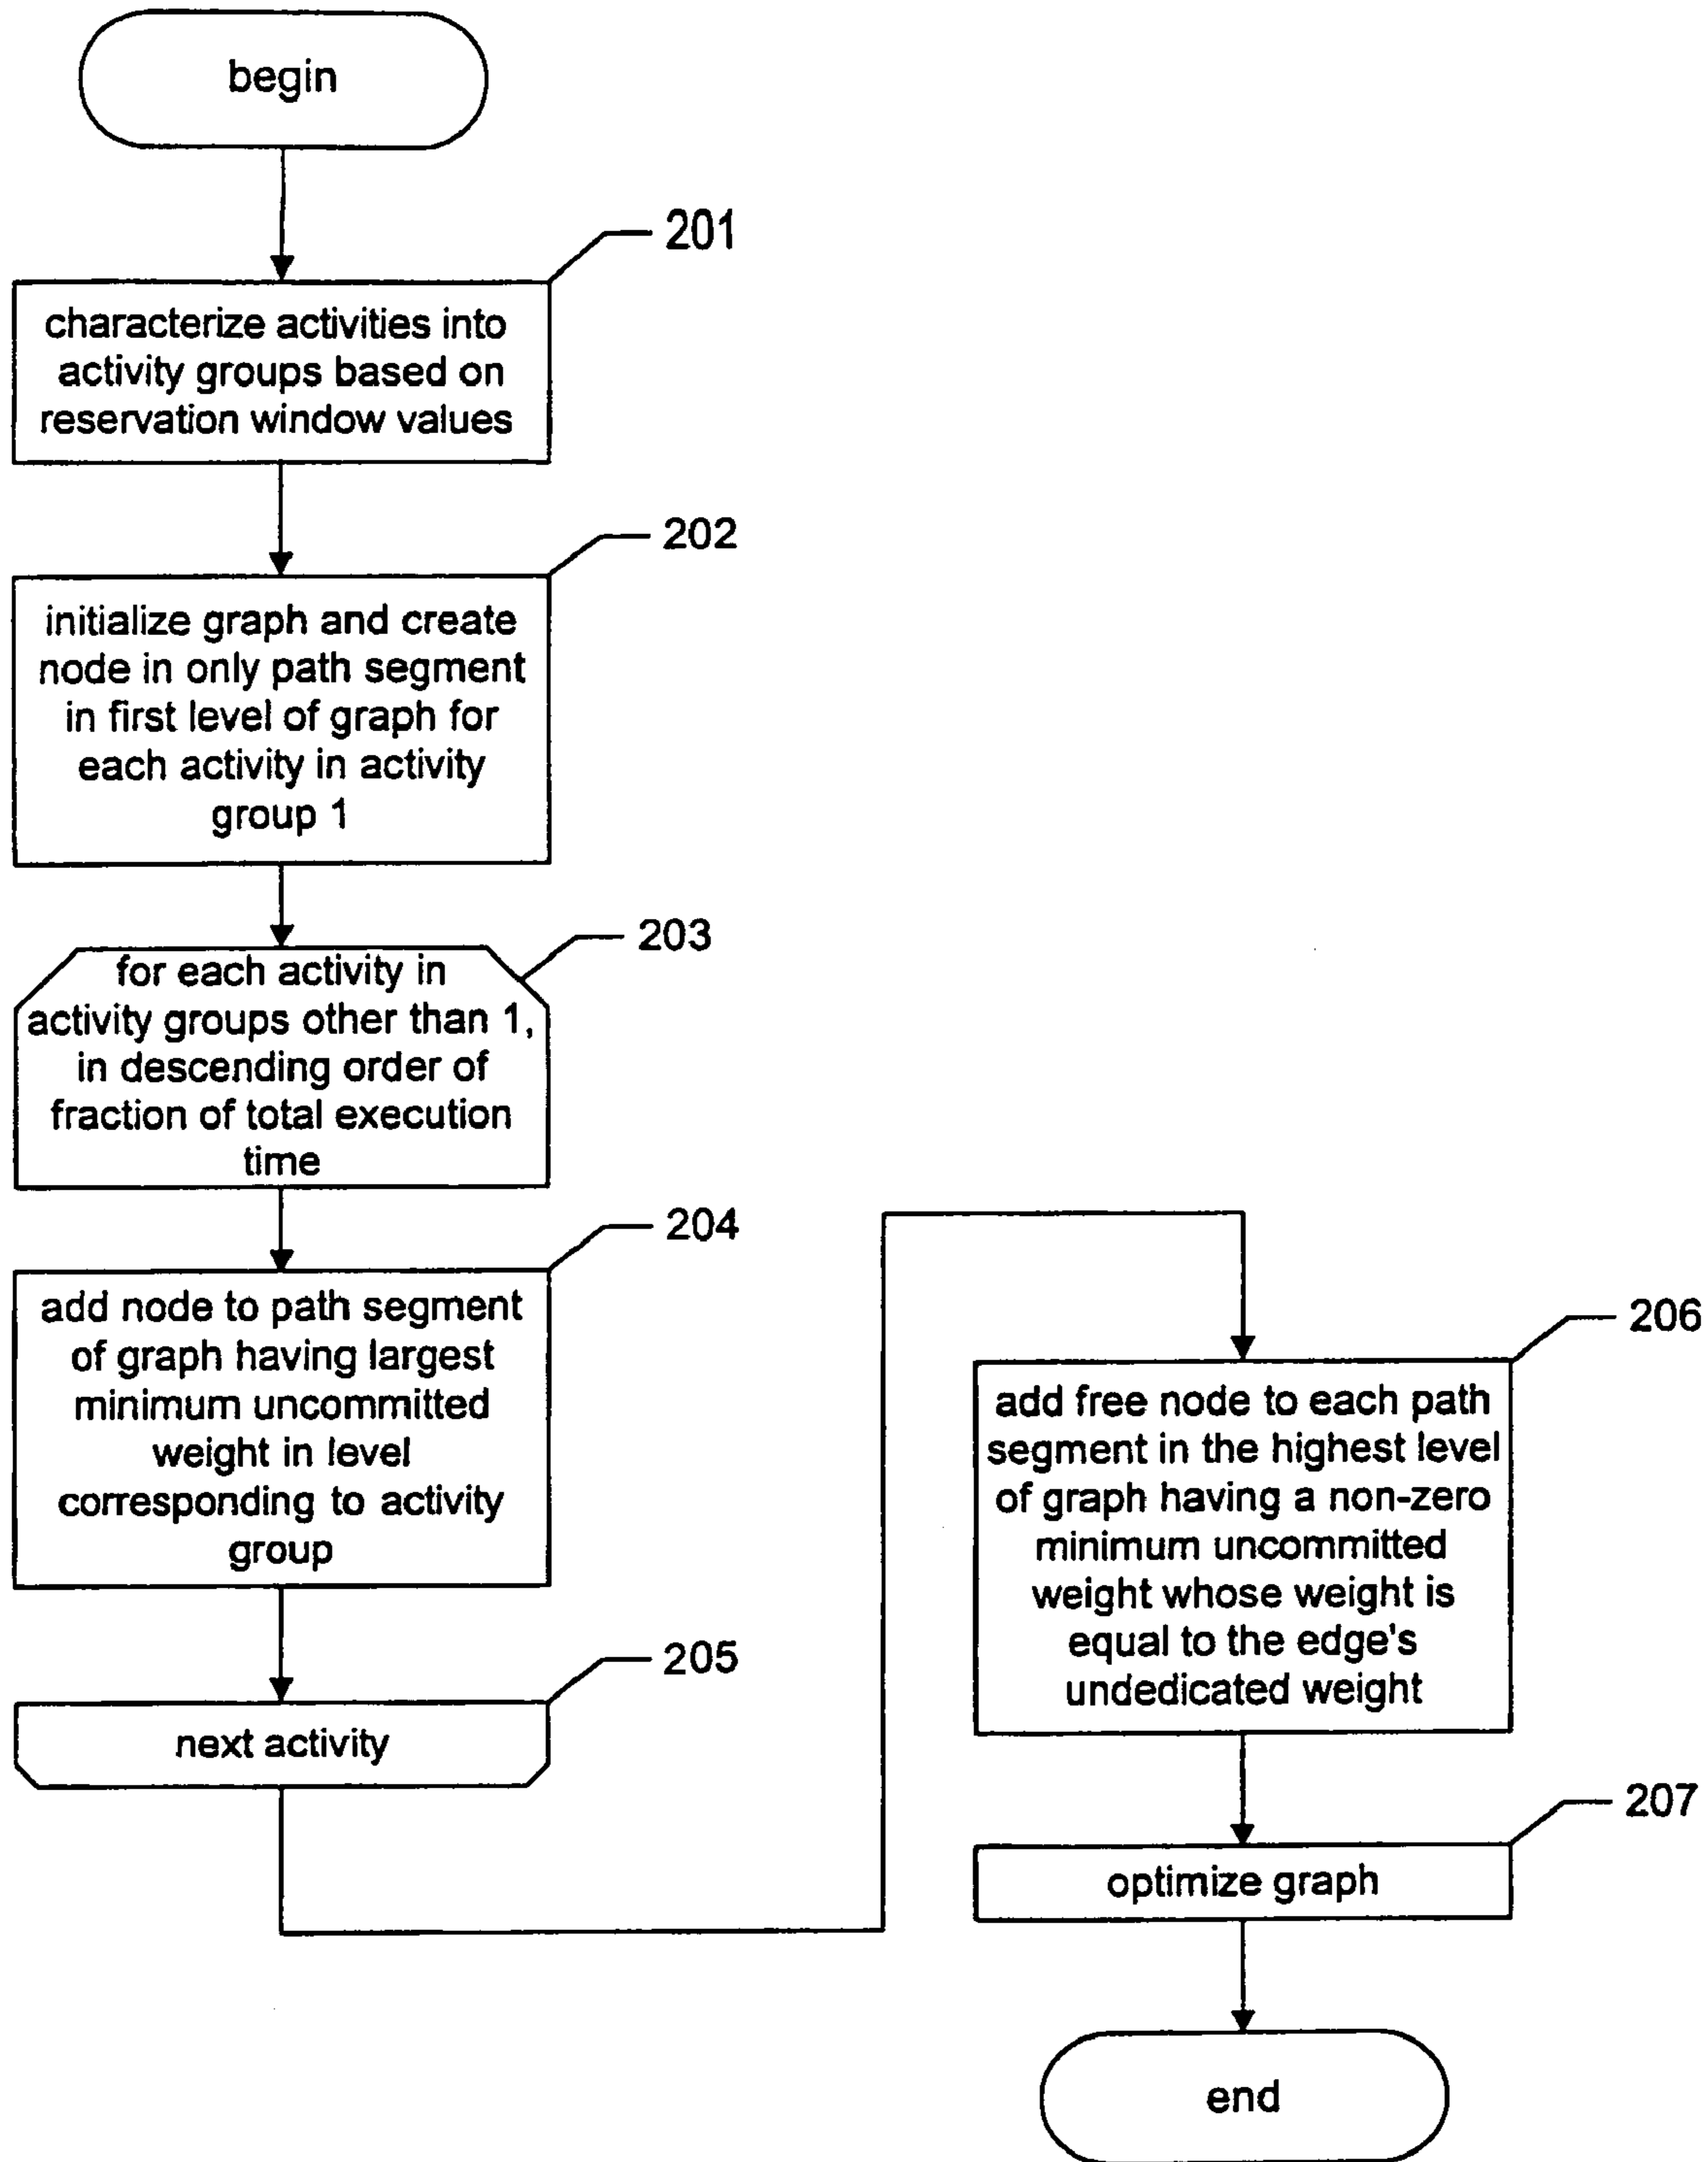 begin
201
characterize activities into
activity groups based on
reservation window values
202
initialize graph and create
node in only path segment
in first level of graph for
each activity in activity
group 1
203
for each activity in
activity groups other than 1,
in descending order of
fraction of total execution
time
204
add node to path segment
of graph having largest
minimum uncommitted
weight in level
corresponding to activity
group
205
next activity
206
add free node to each path
segment in the highest level
of graph having a non-zero
minimum uncommitted
weight whose weight is
equal to the edge's
undedicated weight
207
optimize graph
end